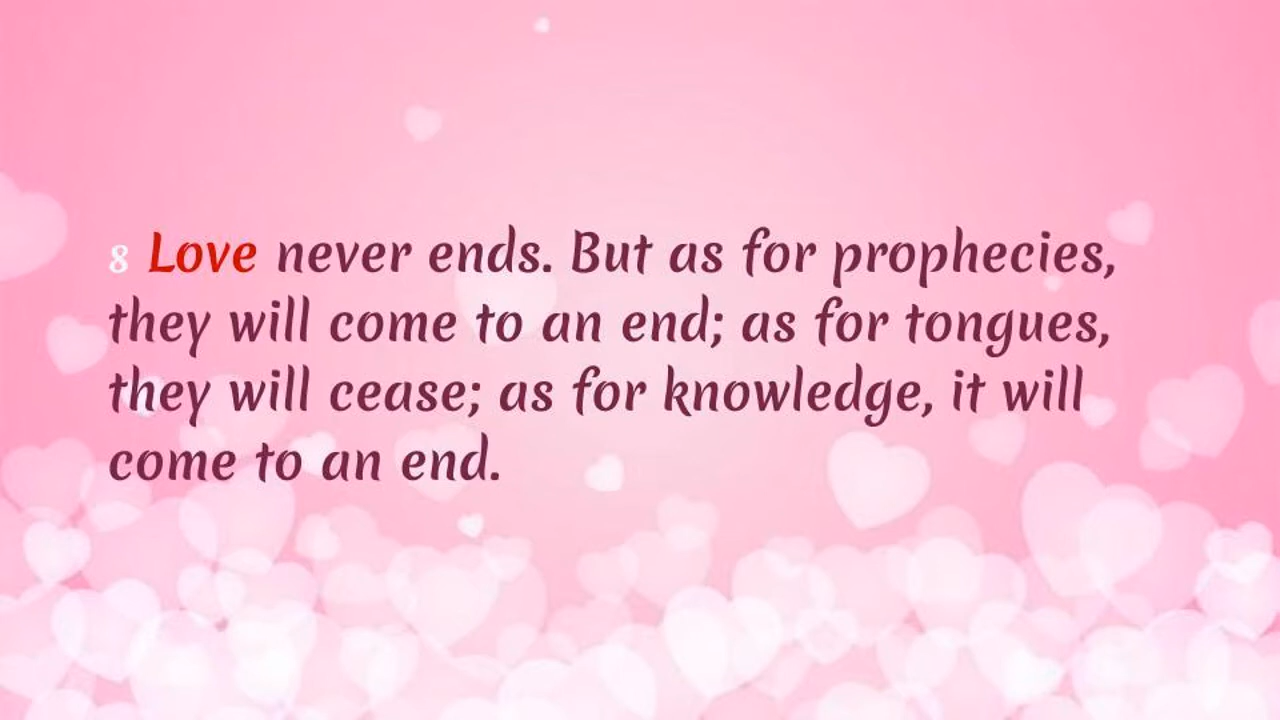 8 Love never ends. But as for prophecies,
they will come to an end; as for tongues,
they will cease; as for knowledge, it will
come to an end.